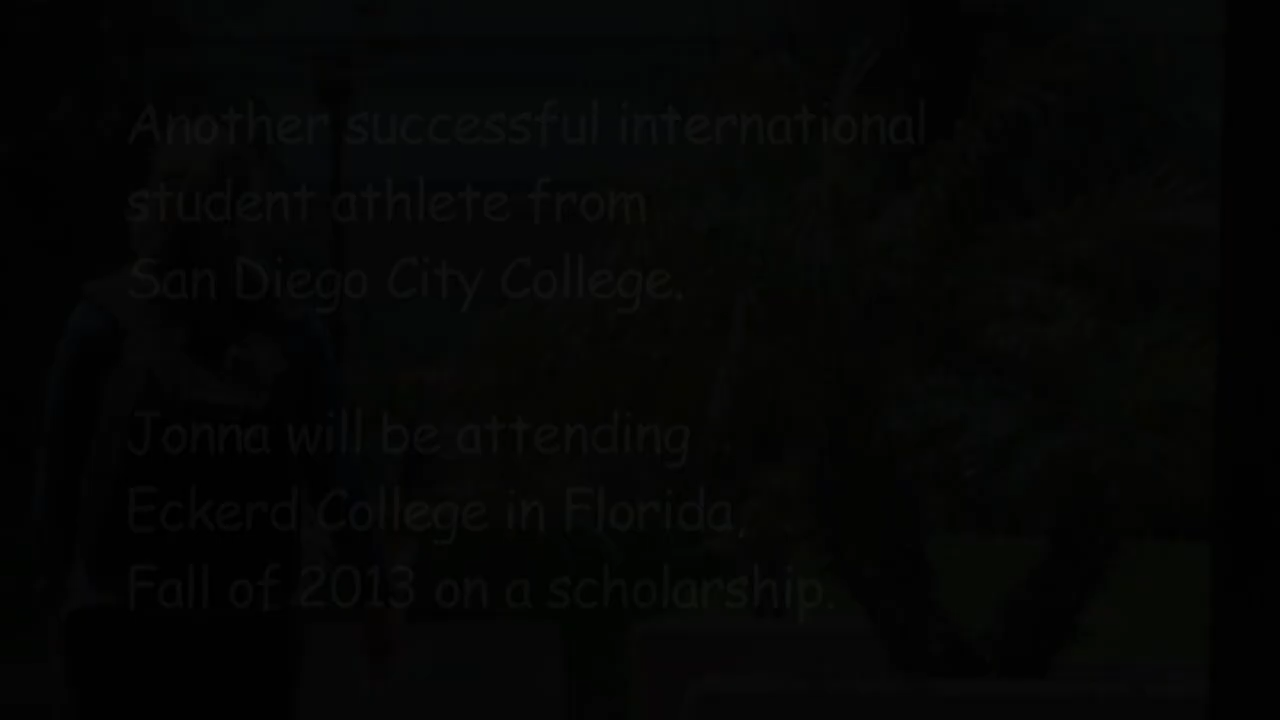 Another successful international
student athlete from
San Diego City College.
Jonna will be attending
Eckerd College in Florida,
Fall of 2013 on a scholarship.